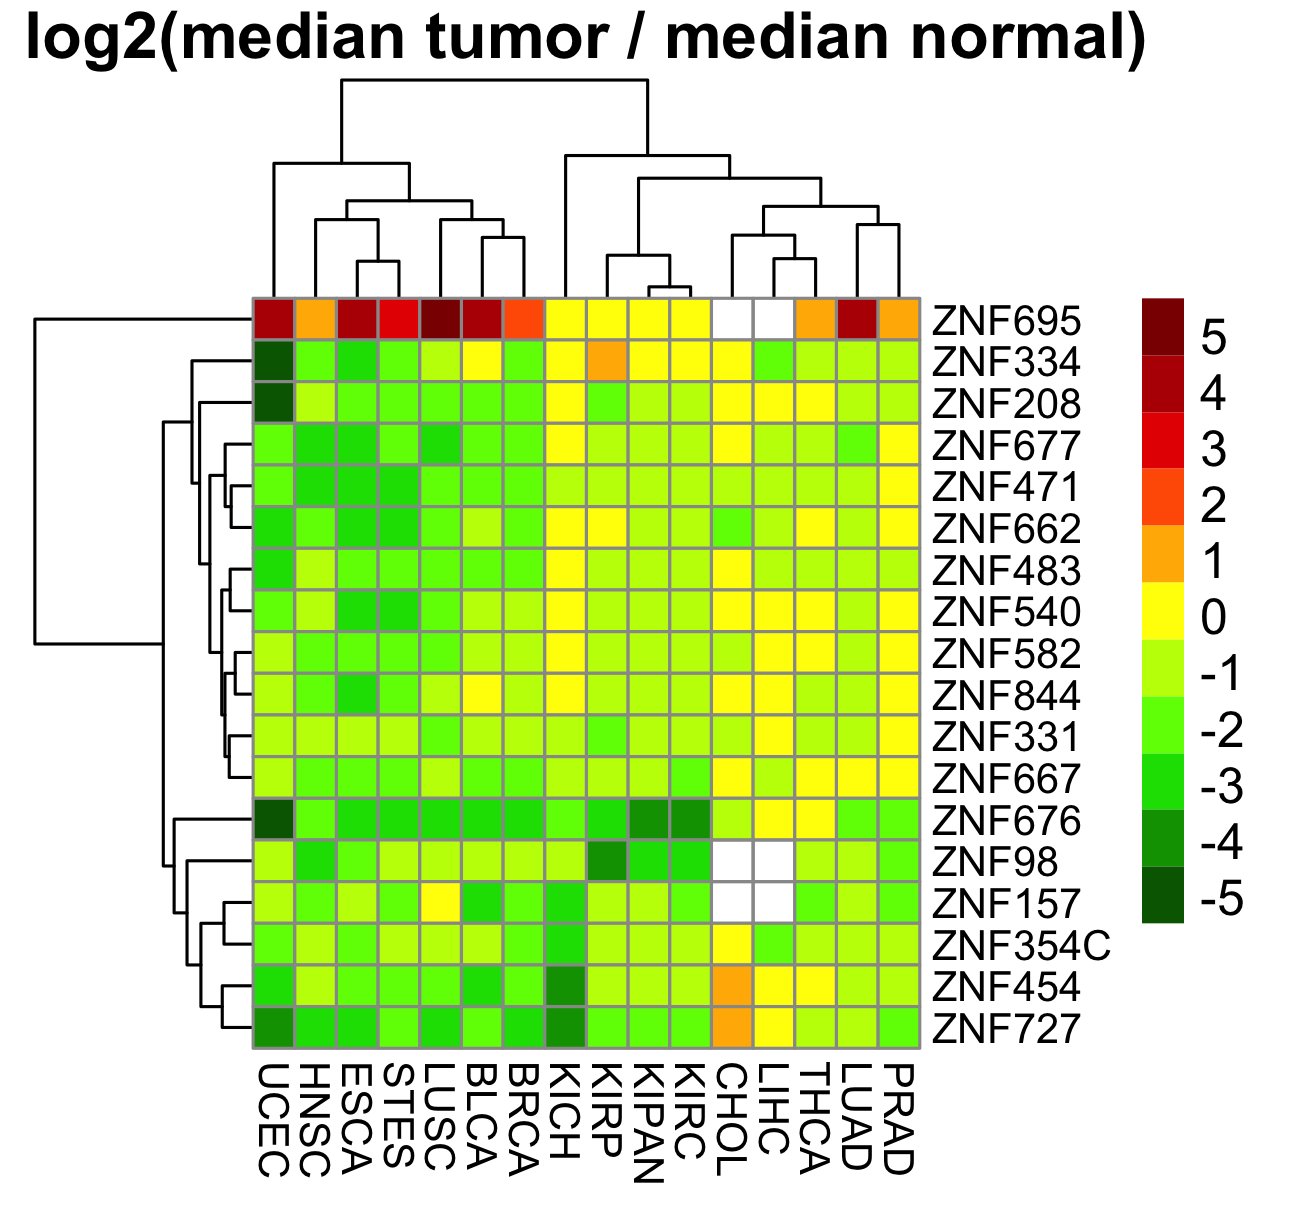 log2(median tumor / median normal)
ZNF695
ZNF334
ZNF208
ZNF677
ZNF471
ZNF662
ZNF483
ZNF540
ZNF582
ZNF844
ZNF331
ZNF667
ZNF676
ZNF98
ZNF157
ZNF354C
ZNF454
ZNF727
5
4
3
2
1
0
-1
-2
-3
-4
-5
UCEC
HNSC
ESCA
STES
LUSC
BLCA
BRCA
KICH
KIRP
KIPAN
KIRC
CHOL
LIHC
THCA
LUAD
PRAD